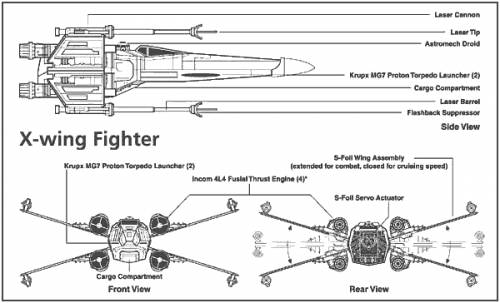 Laser Cannon
Laser Tip
Astromech Droid
Krupx MG7 Proton Torpedo Launcher (2)
Cargo Compartment
Laser Barrel
Flashback Suppressor
Side View
X-wing Fighter
Krupx MG7 Proton Torpedo Launcher (2)
Incom 4L4 Fusial Thrust Engine (4)*
S-Foil Wing Assembly
(extended for combat, closed for cruising speed)
S-Foil Servo Actuator
Cargo Compartment
Front View
Rear View